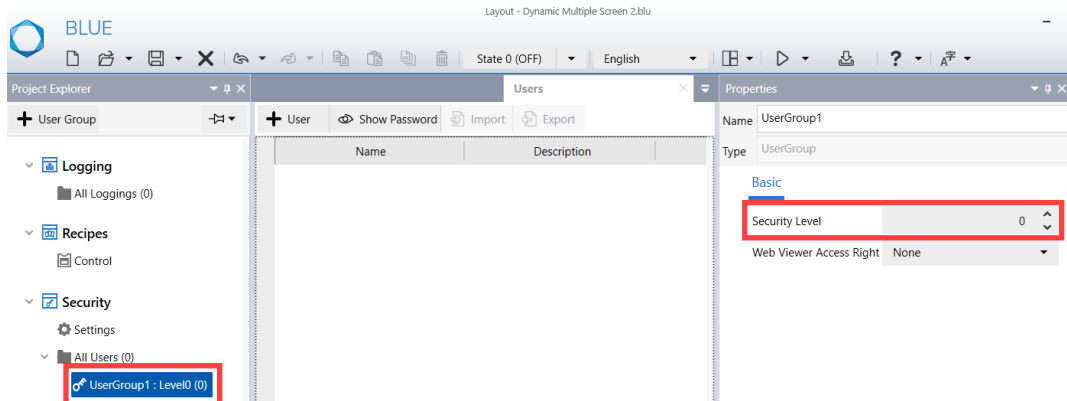 Layout - Dynamic Multiple Screen 2.blu
BLUE
State 0 (OFF) English ?
Project Explorer
User Group
Logging
All Loggings (0)
Recipes
Control
Security
Settings
All Users (0)
UserGroup1 : Level0 (0)
Users
User Show Password Import Export
Name Description
Properties
Name UserGroup1
Type UserGroup
Basic
Security Level 0
Web Viewer Access Right None